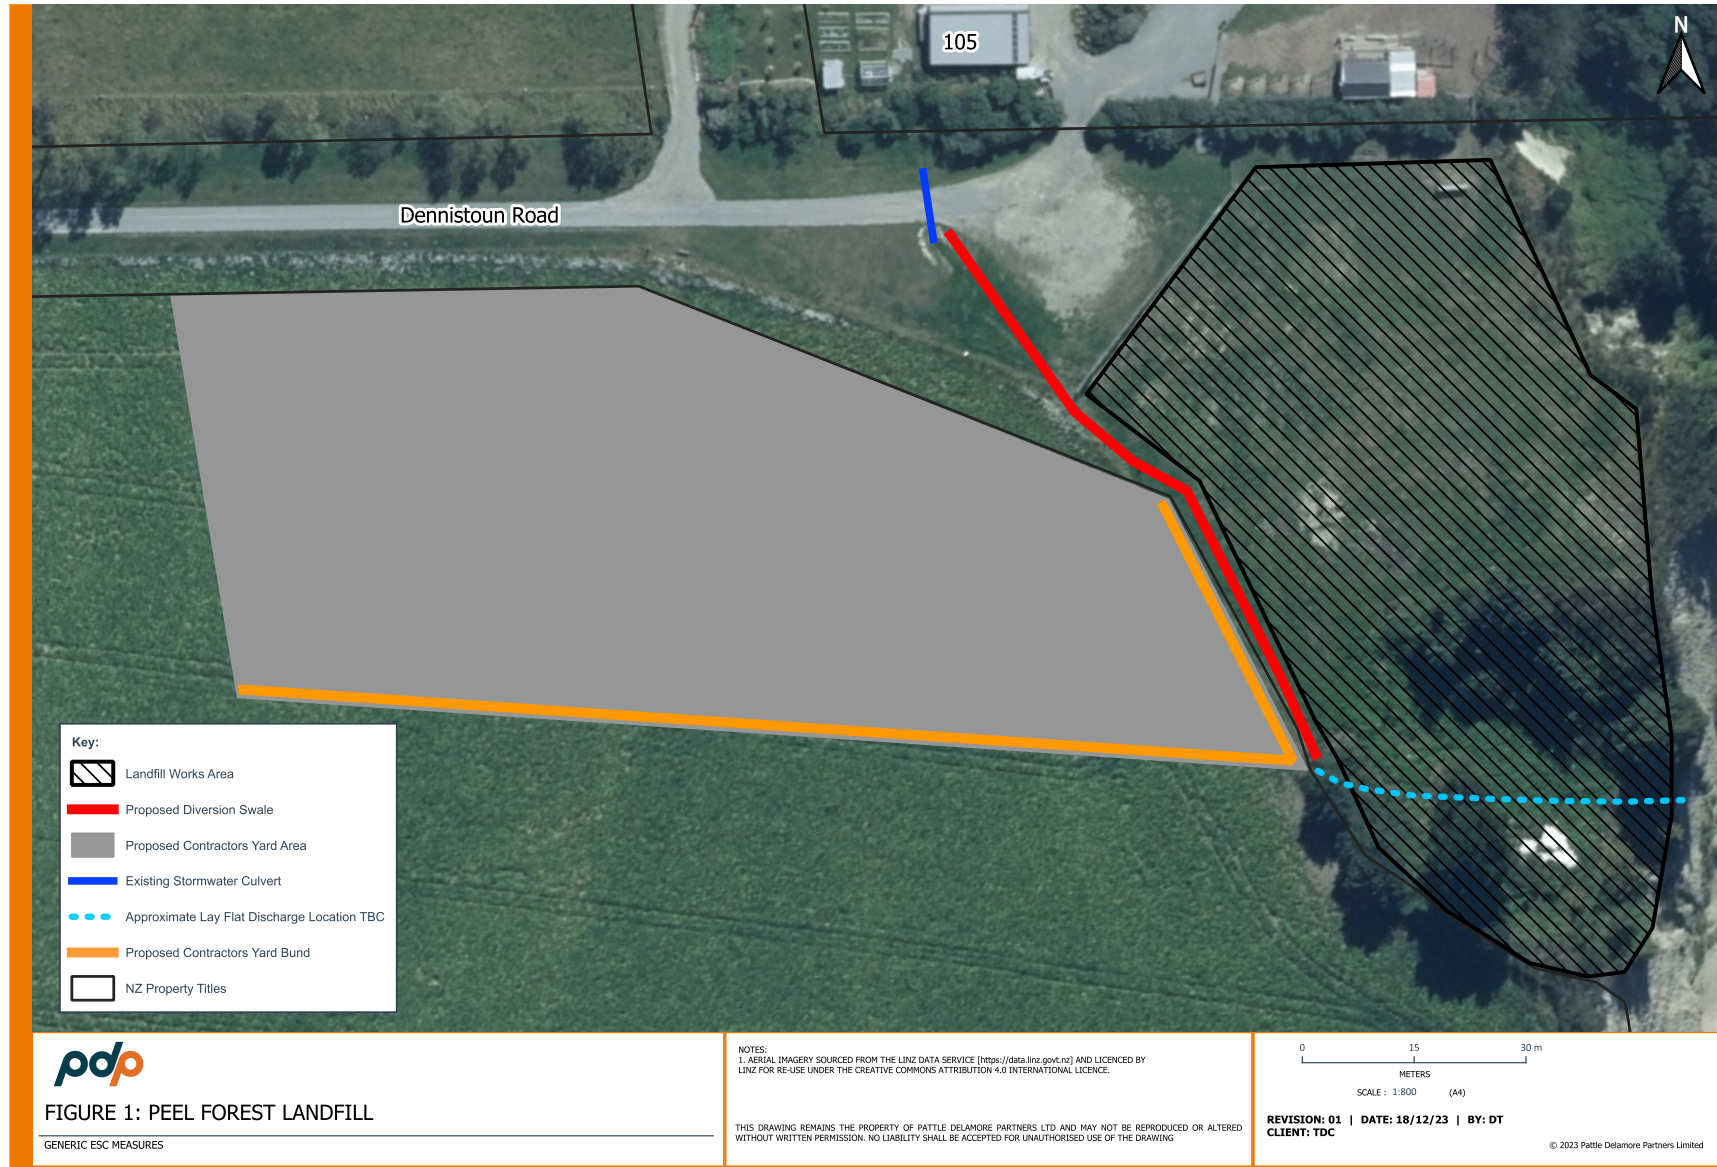 105
N
Dennistoun Road
Key:
Landfill Works Area
Proposed Diversion Swale
Proposed Contractors Yard Area
Existing Stormwater Culvert
Approximate Lay Flat Discharge Location TBC
Proposed Contractors Yard Bund
NZ Property Titles
pdp
FIGURE 1: PEEL FOREST LANDFILL
GENERIC ESC MEASURES
NOTES:
1. AERIAL IMAGERY SOURCED FROM THE LINZ DATA SERVICE [https://data.linz.govt.nz] AND LICENCED BY
LINZ FOR RE-USE UNDER THE CREATIVE COMMONS ATTRIBUTION 4.0 INTERNATIONAL LICENCE.
THIS DRAWING REMAINS THE PROPERTY OF PATTLE DELAMORE PARTNERS LTD AND MAY NOT BE REPRODUCED OR ALTERED
WITHOUT WRITTEN PERMISSION. NO LIABILITY SHALL BE ACCEPTED FOR UNAUTHORISED USE OF THE DRAWING
0 15 30 m
METERS
SCALE : 1:800 (A4)
REVISION: 01 | DATE: 18/12/23 | BY: DT
CLIENT: TDC
© 2023 Pattle Delamore Partners Limited